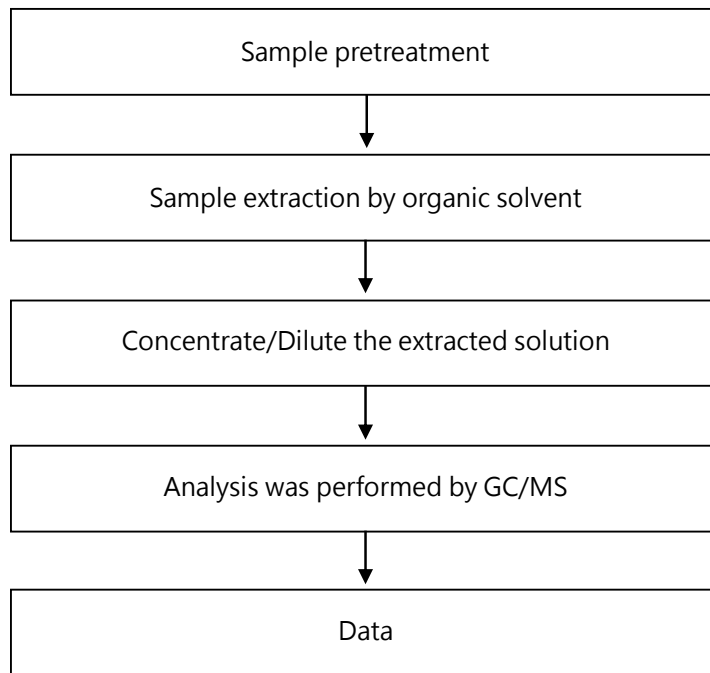 Sample pretreatment
Sample extraction by organic solvent
Concentrate/Dilute the extracted solution
Analysis was performed by GC/MS
Data